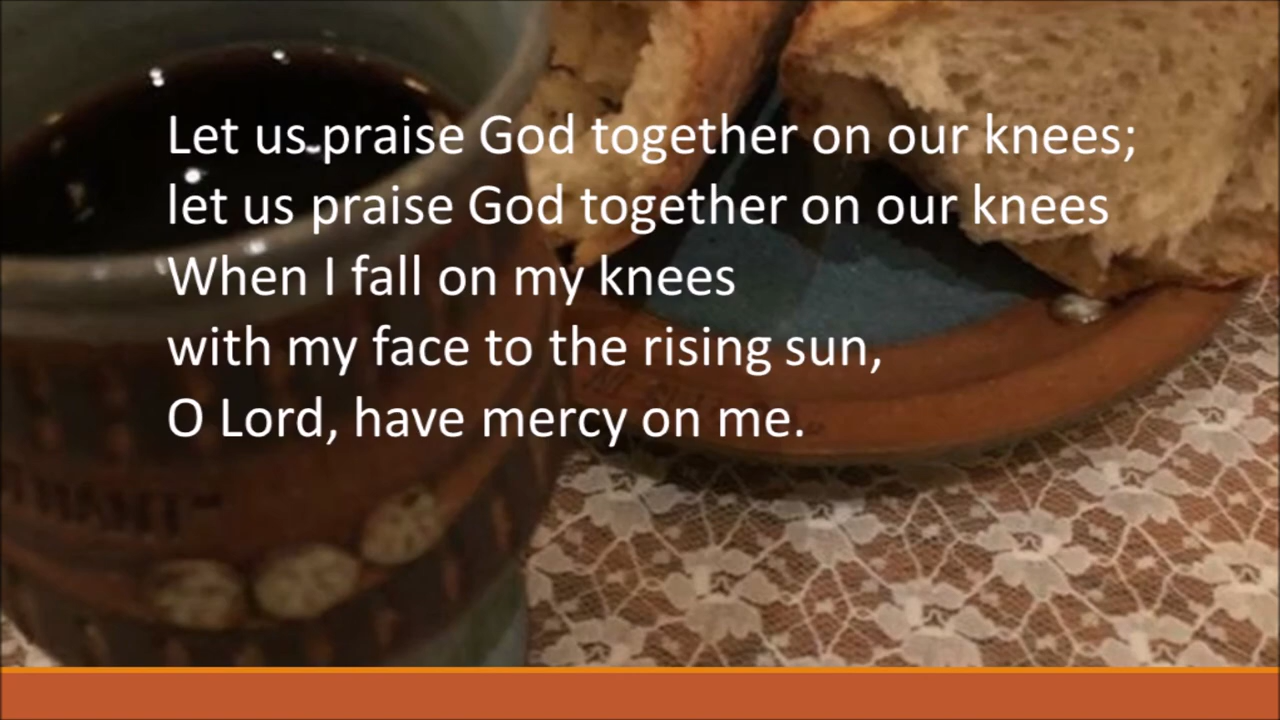 Let us praise God together on our knees;
let us praise God together on our knees
When I fall on my knees
with my face to the rising sun,
O Lord, have mercy on me.